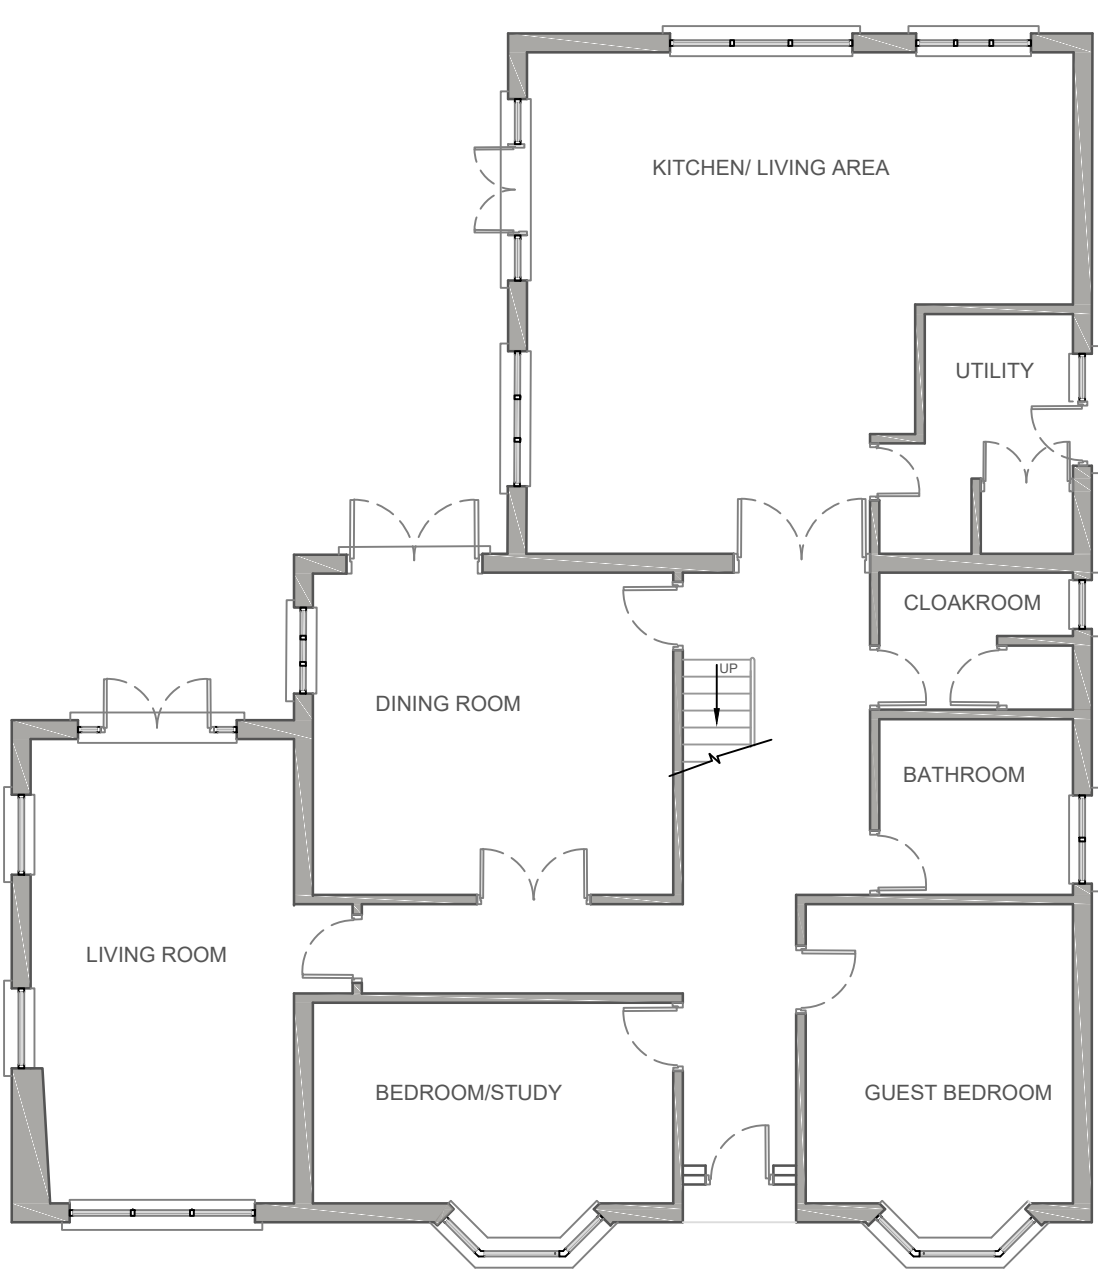 KITCHEN/ LIVING AREA
UTILITY
CLOAKROOM
UP
DINING ROOM
BATHROOM
LIVING ROOM
BEDROOM/STUDY
GUEST BEDROOM